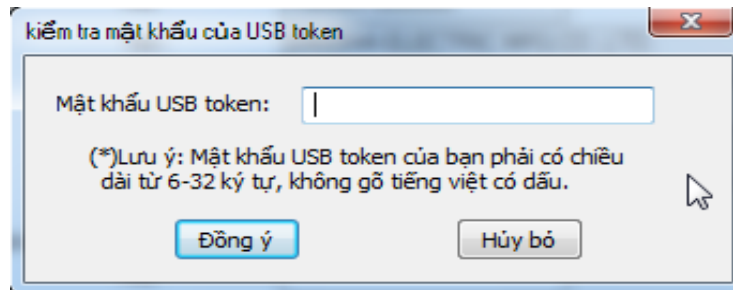 kiểm tra mật khẩu của USB token
Mật khẩu USB token:
(*)Lưu ý: Mật khẩu USB token của bạn phải có chiều
dài từ 6-32 ký tự, không gõ tiếng việt có dấu.
Đồng ý Hủy bỏ